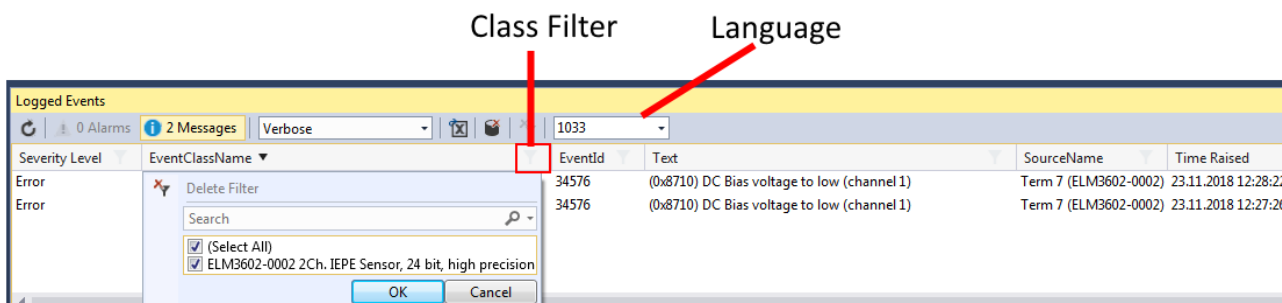 Class Filter Language
Logged Events
0 Alarms 2 Messages Verbose 1033
Severity Level EventClassName EventId Text SourceName Time Raised
Error Delete Filter 34576 (0x8710) DC Bias voltage to low (channel 1) Term 7 (ELM3602-0002) 23.11.2018 12:28:22
Error Search 34576 (0x8710) DC Bias voltage to low (channel 1) Term 7 (ELM3602-0002) 23.11.2018 12:27:26
(Select All)
ELM3602-0002 2Ch. IEPE Sensor, 24 bit, high precision
OK Cancel